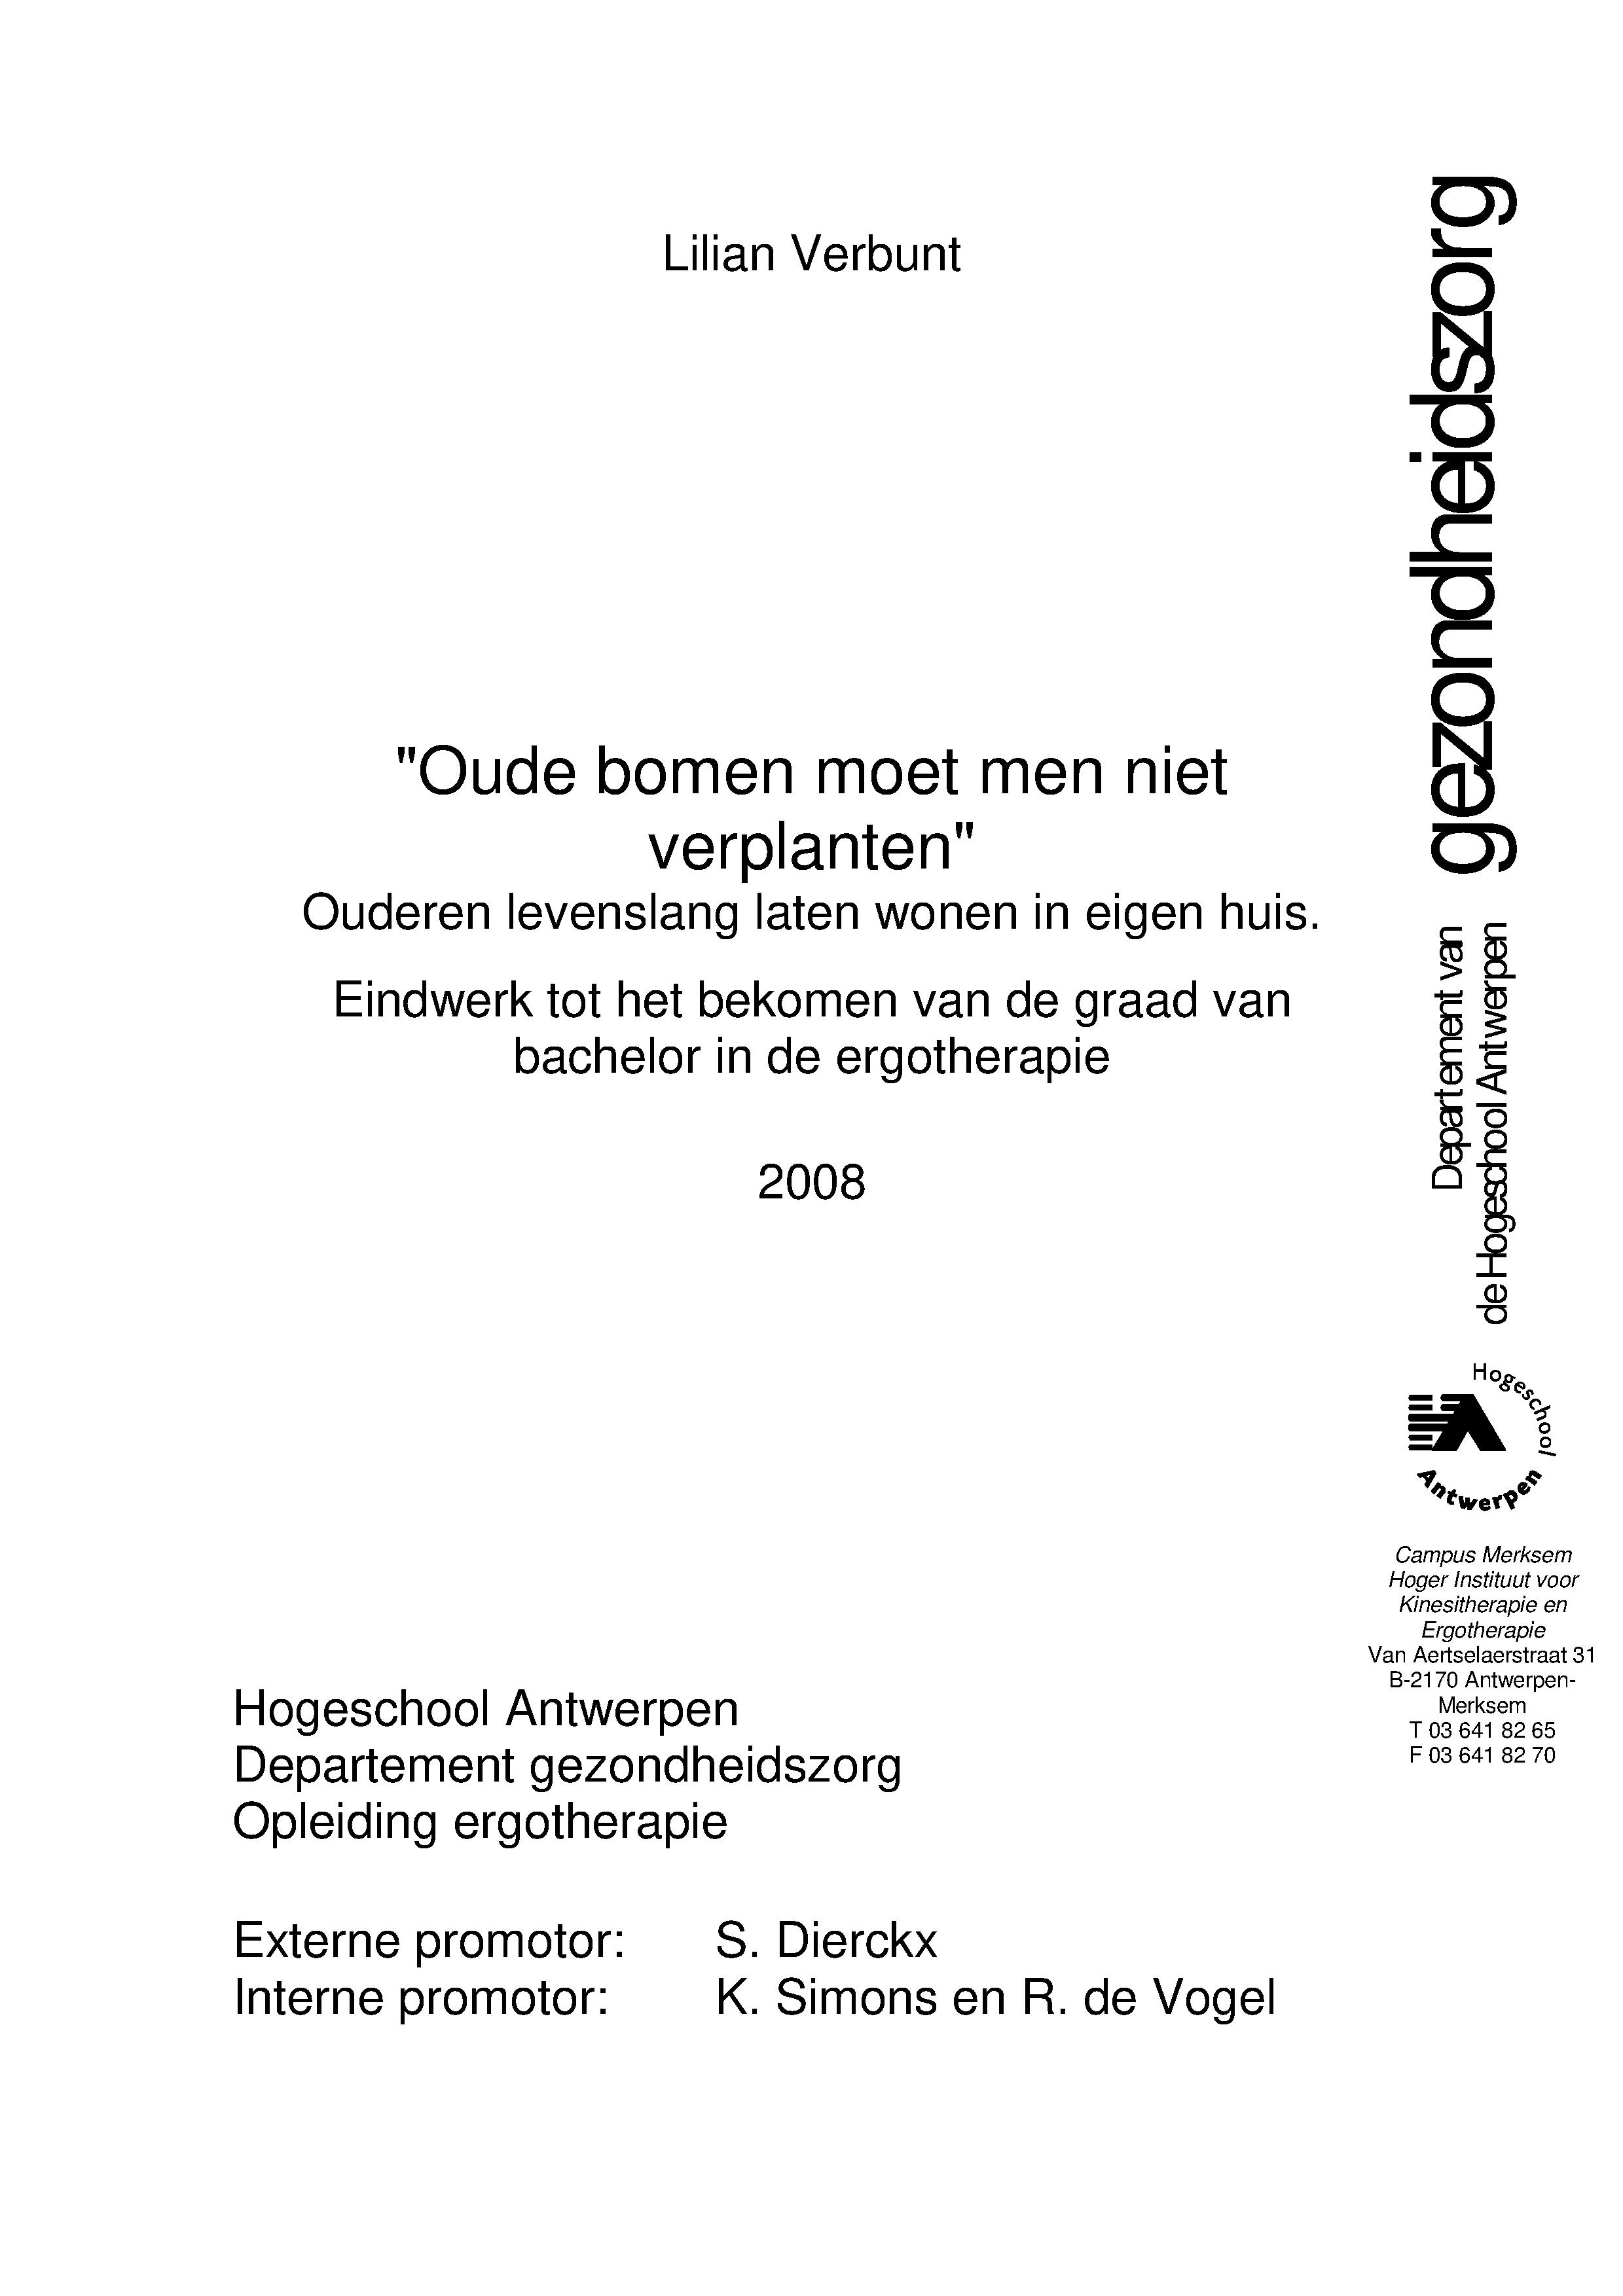 Lilian Verbunt
"Oude bomen moet men niet
verplanten"
Ouderen levenslang laten wonen in eigen huis.
Eindwerk tot het bekomen van de graad van
bachelor in de ergotherapie
2008
Hogeschool Antwerpen
Departement gezondheidszorg
Opleiding ergotherapie
Externe promotor: S. Dierckx
Interne promotor: K. Simons en R. de Vogel
Departement van
de Hogeschool Antwerpen
gezondheidszorg
Hogeschool
Antwerpen
Campus Merksem
Hoger Instituut voor
Kinesitherapie en
Ergotherapie
Van Aertselaerstraat 31
B-2170 Antwerpen-
Merksem
T 03 641 82 65
F 03 641 82 70